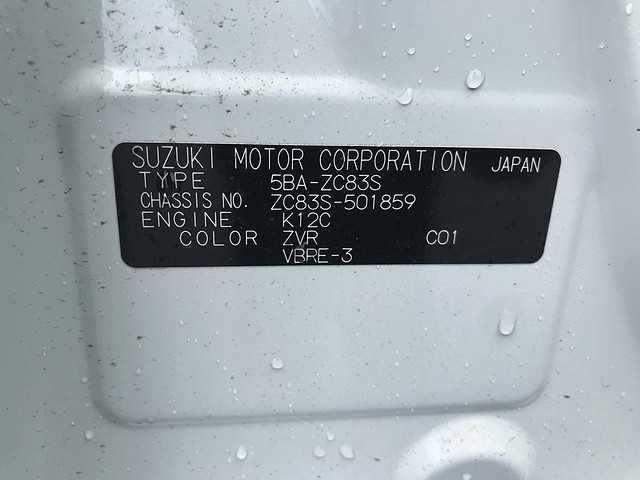 SUZUKI MOTOR CORPORATION JAPAN
TYPE 5BA-ZC83S
CHASSIS NO. ZC83S-501859
ENGINE K12C
COLOR ZVR C01
VBRE-3